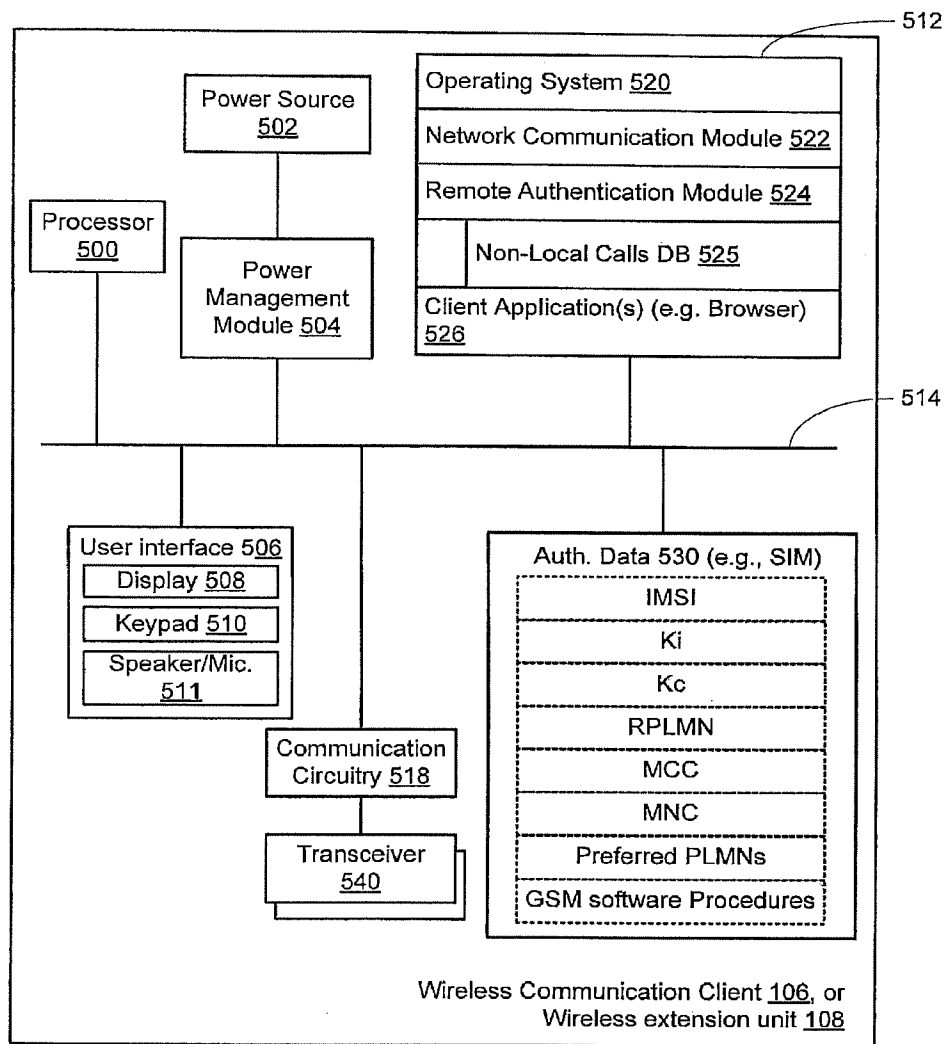 512
Operating System 520
Network Communication Module 522
Remote Authentication Module 524
Non-Local Calls DB 525
Client Application(s) (e.g. Browser)
526
Power Source
502
Processor
500
Power
Management
Module 504
514
User interface 506
Display 508
Keypad 510
Speaker/Mic.
511
Communication
Circuitry 518
Transceiver
540
Auth. Data 530 (e.g., SIM)
IMSI
Ki
Kc
RPLMN
MCC
MNC
Preferred PLMNs
GSM software Procedures
Wireless Communication Client 106, or
Wireless extension unit 108